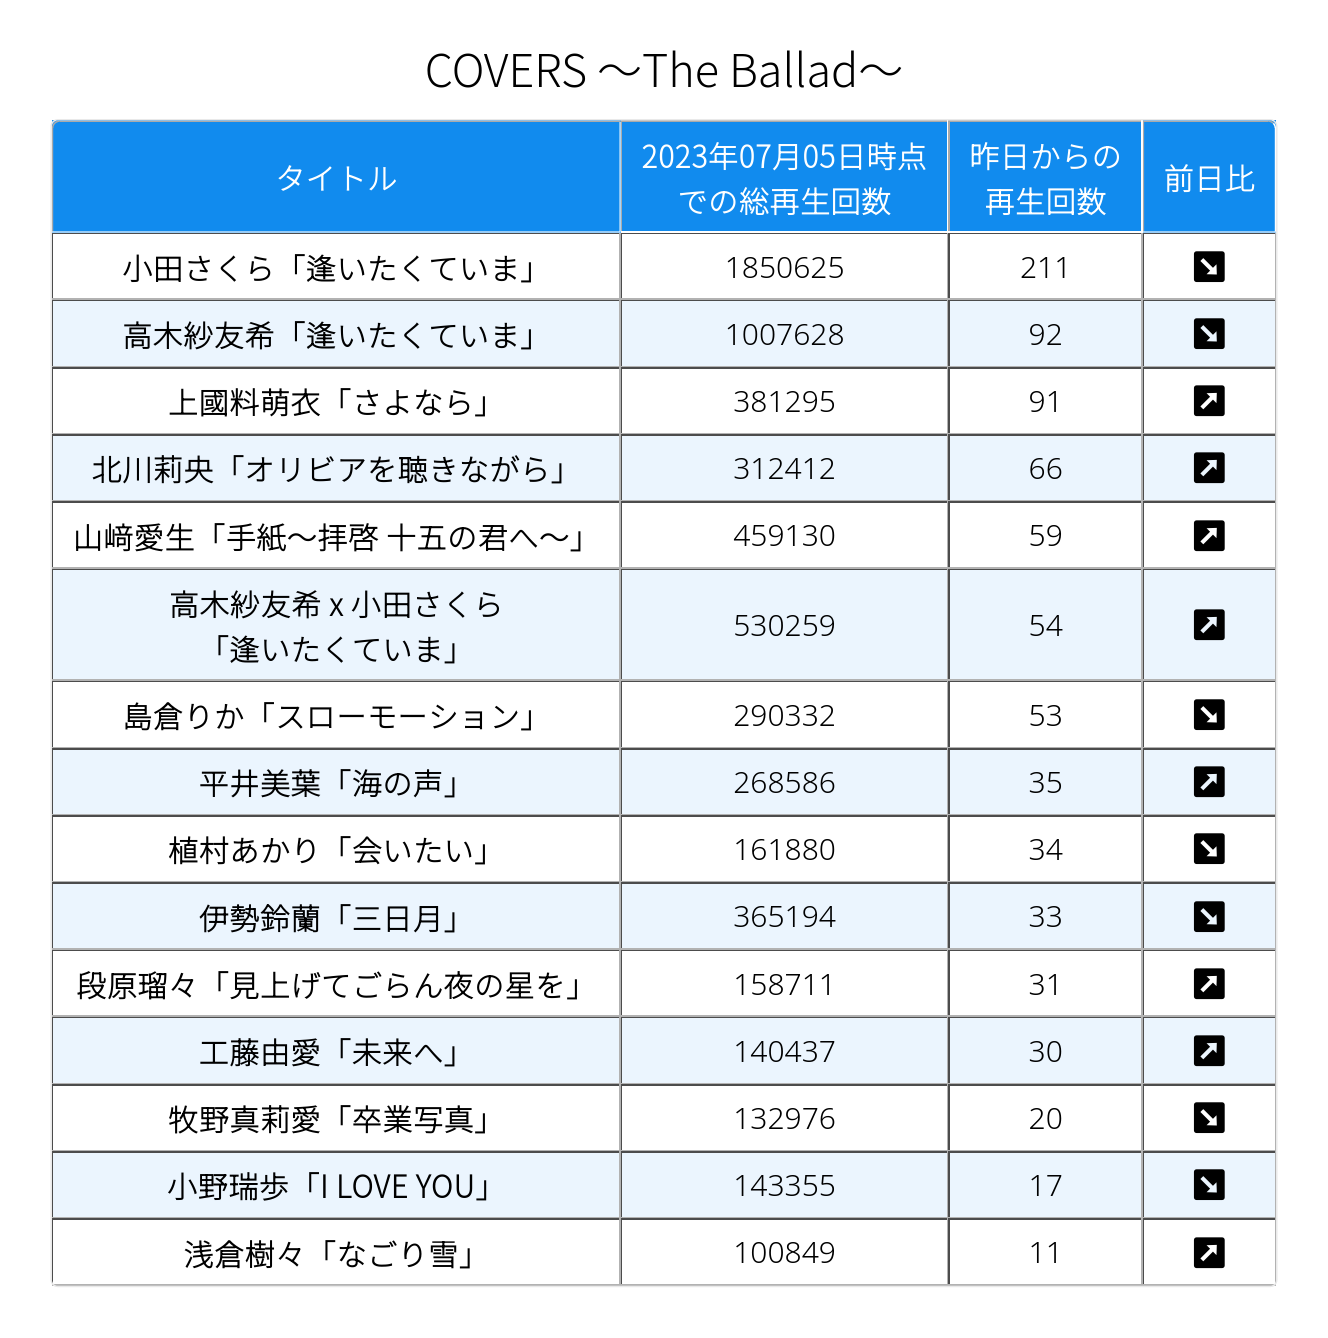 COVERS ～The Ballad～
タイトル
2023年07月05日時点
での総再生回数
昨日からの
再生回数
前日比
小田さくら「逢いたくていま」 1850625 211 ↘
高木紗友希「逢いたくていま」 1007628 92 ↘
上國料萌衣「さよなら」 381295 91 ↗
北川莉央「オリビアを聴きながら」 312412 66 ↗
山﨑愛生「手紙～拝啓 十五の君へ～」 459130 59 ↗
高木紗友希 x 小田さくら
「逢いたくていま」 530259 54 ↗
島倉りか「スローモーション」 290332 53 ↘
平井美葉「海の声」 268586 35 ↗
植村あかり「会いたい」 161880 34 ↘
伊勢鈴蘭「三日月」 365194 33 ↘
段原瑠々「見上げてごらん夜の星を」 158711 31 ↗
工藤由愛「未来へ」 140437 30 ↗
牧野真莉愛「卒業写真」 132976 20 ↘
小野瑞歩「I LOVE YOU」 143355 17 ↘
浅倉樹々「なごり雪」 100849 11 ↗